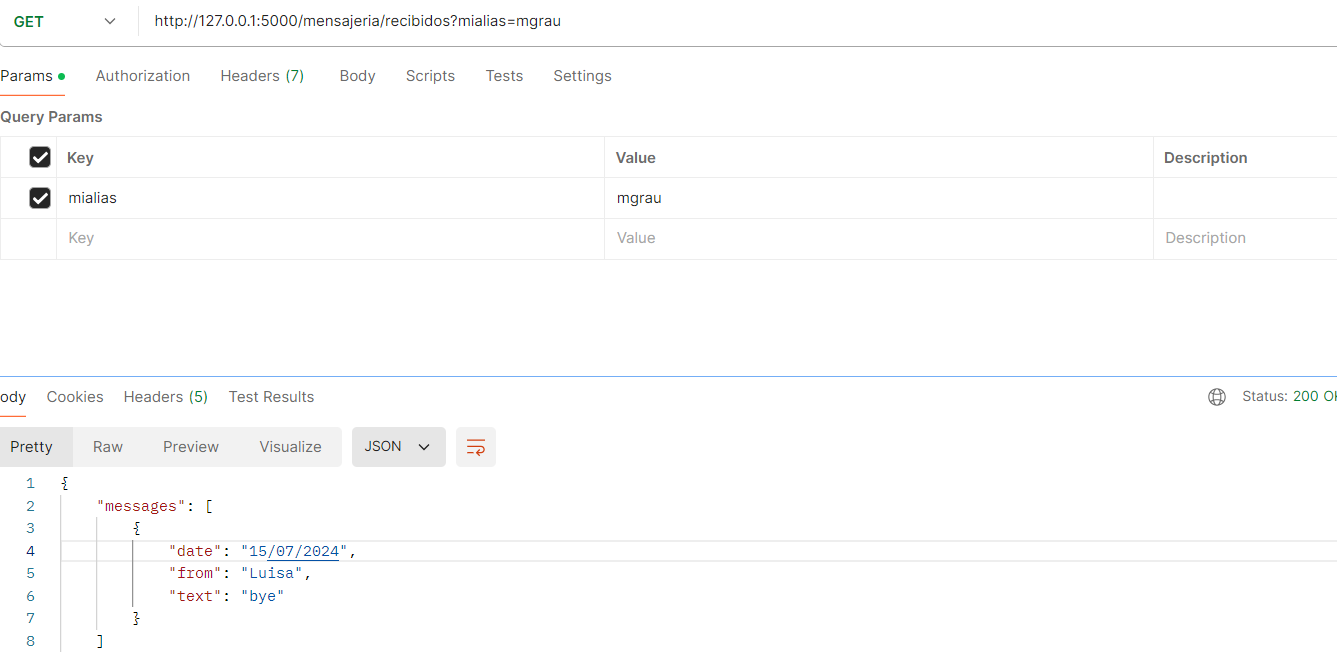 GET http://127.0.0.1:5000/mensajeria/recibidos?mialias=mgrau
Params Authorization Headers (7) Body Scripts Tests Settings
Query Params
Key Value Description
mialias mgrau
Key Value Description
ody Cookies Headers (5) Test Results Status: 200 OK
Pretty Raw Preview Visualize JSON
1 {
2 "messages": [
3 {
4 "date": "15/07/2024",
5 "from": "Luisa",
6 "text": "bye"
7 }
8 ]